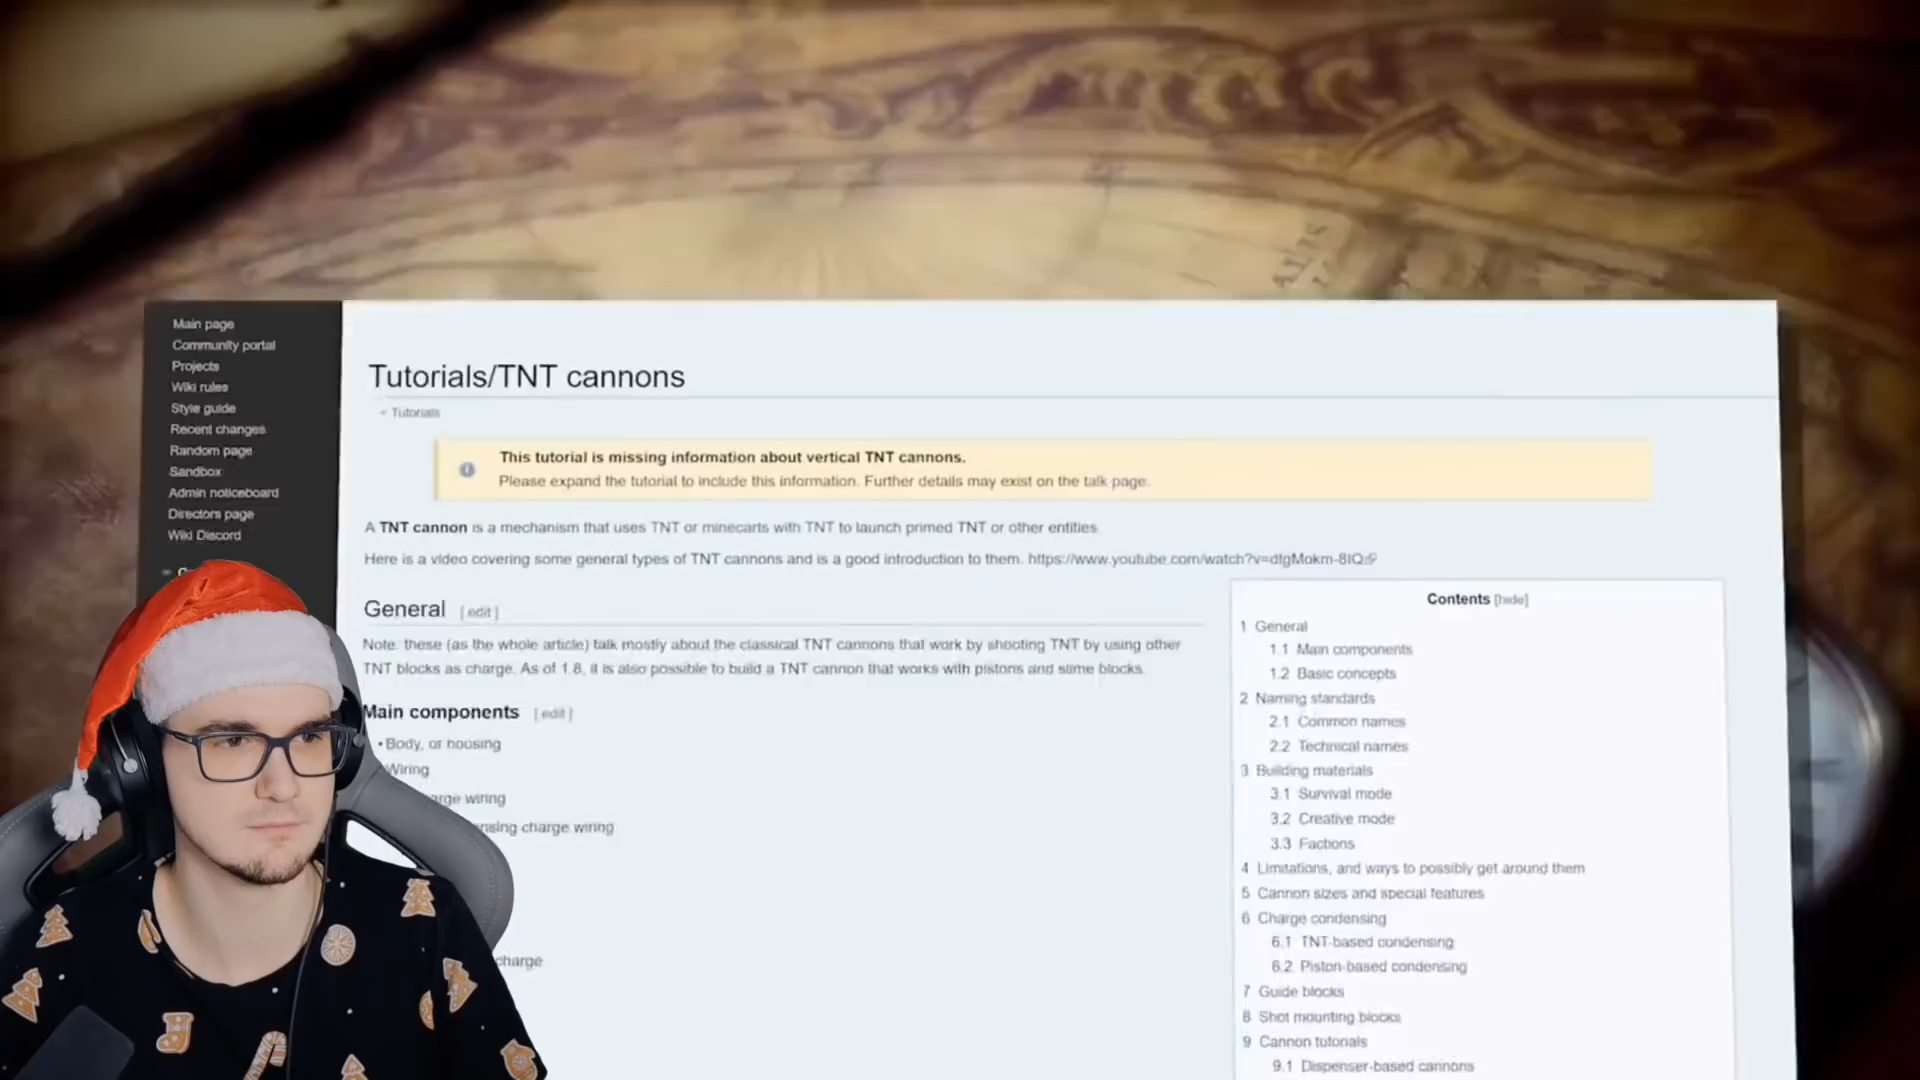 Main page
Community portal
Projects
Wiki rules
Style guide
Recent changes
Random page
Sandbox
Admin noticeboard
Directors page
Wiki Discord
Tutorials/TNT cannons
< Tutorials
This tutorial is missing information about vertical TNT cannons.
Please expand the tutorial to include this information. Further details may exist on the talk page.
A TNT cannon is a mechanism that uses TNT or minecarts with TNT to launch primed TNT or other entities.
Here is a video covering some general types of TNT cannons and is a good introduction to them.
General [ edit ]
Note: these (as the whole article) talk mostly about the classical TNT cannons that work by shooting TNT by using other
TNT blocks as charge. As of 1.8, it is also possible to build a TNT cannon that works with pistons and slime blocks.
Main components [ edit ]
• Body, or housing
Wiring
arge wiring
nsing charge wiring
charge
Contents [hide]
1 General
1.1 Main components
1.2 Basic concepts
2 Naming standards
2.1 Common names
2.2 Technical names
3 Building materials
3.1 Survival mode
3.2 Creative mode
3.3 Factions
4 Limitations, and ways to possibly get around them
5 Cannon sizes and special features
6 Charge condensing
6.1 TNT-based condensing
6.2 Piston-based condensing
7 Guide blocks
8 Shot mounting blocks
9 Cannon tutorials
9.1 Dispenser-based cannons